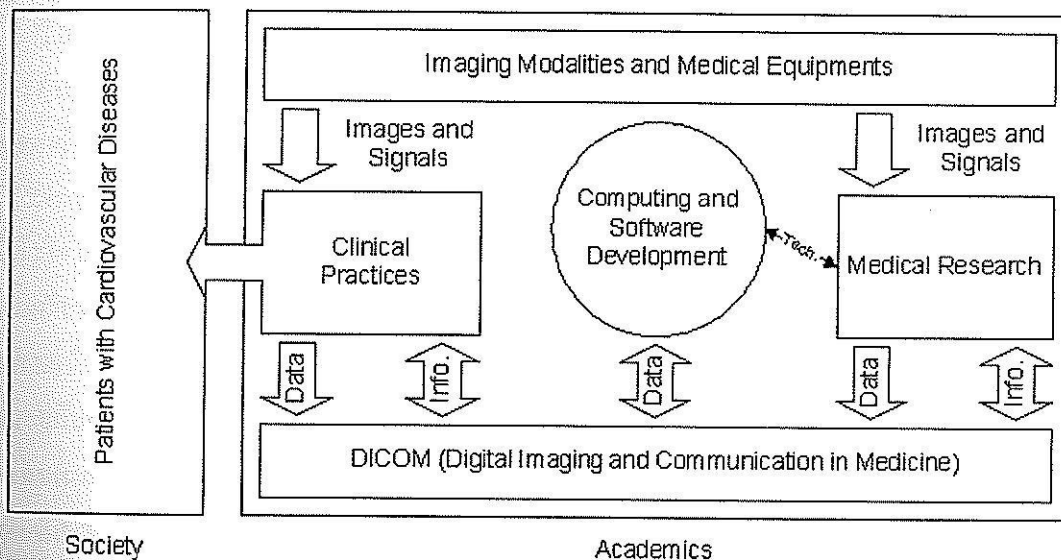 Patients with Cardiovascular Diseases
Imaging Modalities and Medical Equipments
Images and
Signals
Images and
Signals
Computing and
Software
Development
Tech.
Clinical
Practices
Medical Research
Data
Info.
Data
Data
Info.
DICOM (Digital Imaging and Communication in Medicine)
Society
Academics